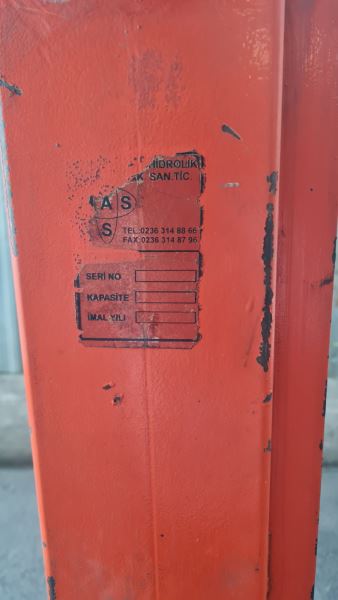 HİDROLİK
SAN.TİC.
A S
S
TEL:0236 314 88 66
FAX:0236 314 87 96
SERİ NO
KAPASİTE
İMAL YILI